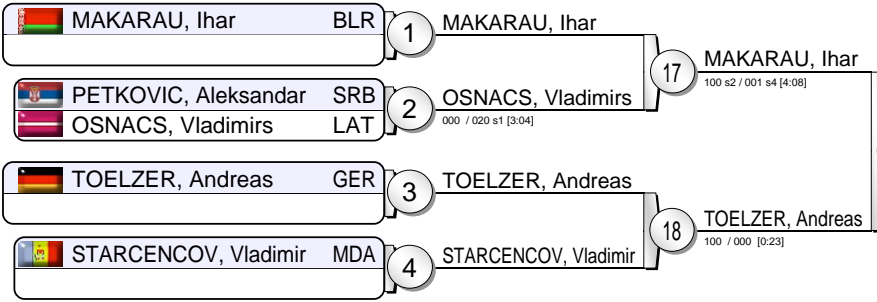 MAKARAU, Ihar BLR
1
MAKARAU, Ihar
PETKOVIC, Aleksandar SRB
OSNACS, Vladimirs LAT
2
OSNACS, Vladimirs
000 / 020 s1 [3:04]
17
MAKARAU, Ihar
100 s2 / 001 s4 [4:08]
TOELZER, Andreas GER
3
TOELZER, Andreas
STARCENCOV, Vladimir MDA
4
STARCENCOV, Vladimir
18
TOELZER, Andreas
100 / 000 [0:23]